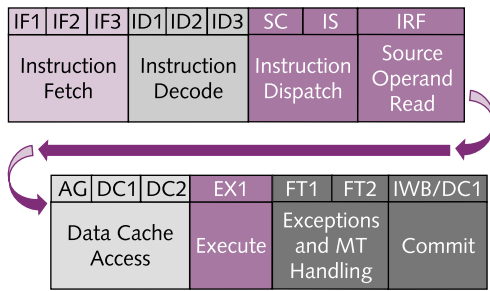 IF1 IF2 IF3 ID1 ID2 ID3 SC IS IRF
Instruction Fetch Instruction Decode Instruction Dispatch Source Operand Read
AG DC1 DC2 EX1 FT1 FT2 IWB/DC1
Data Cache Access Execute Exceptions and MT Handling Commit